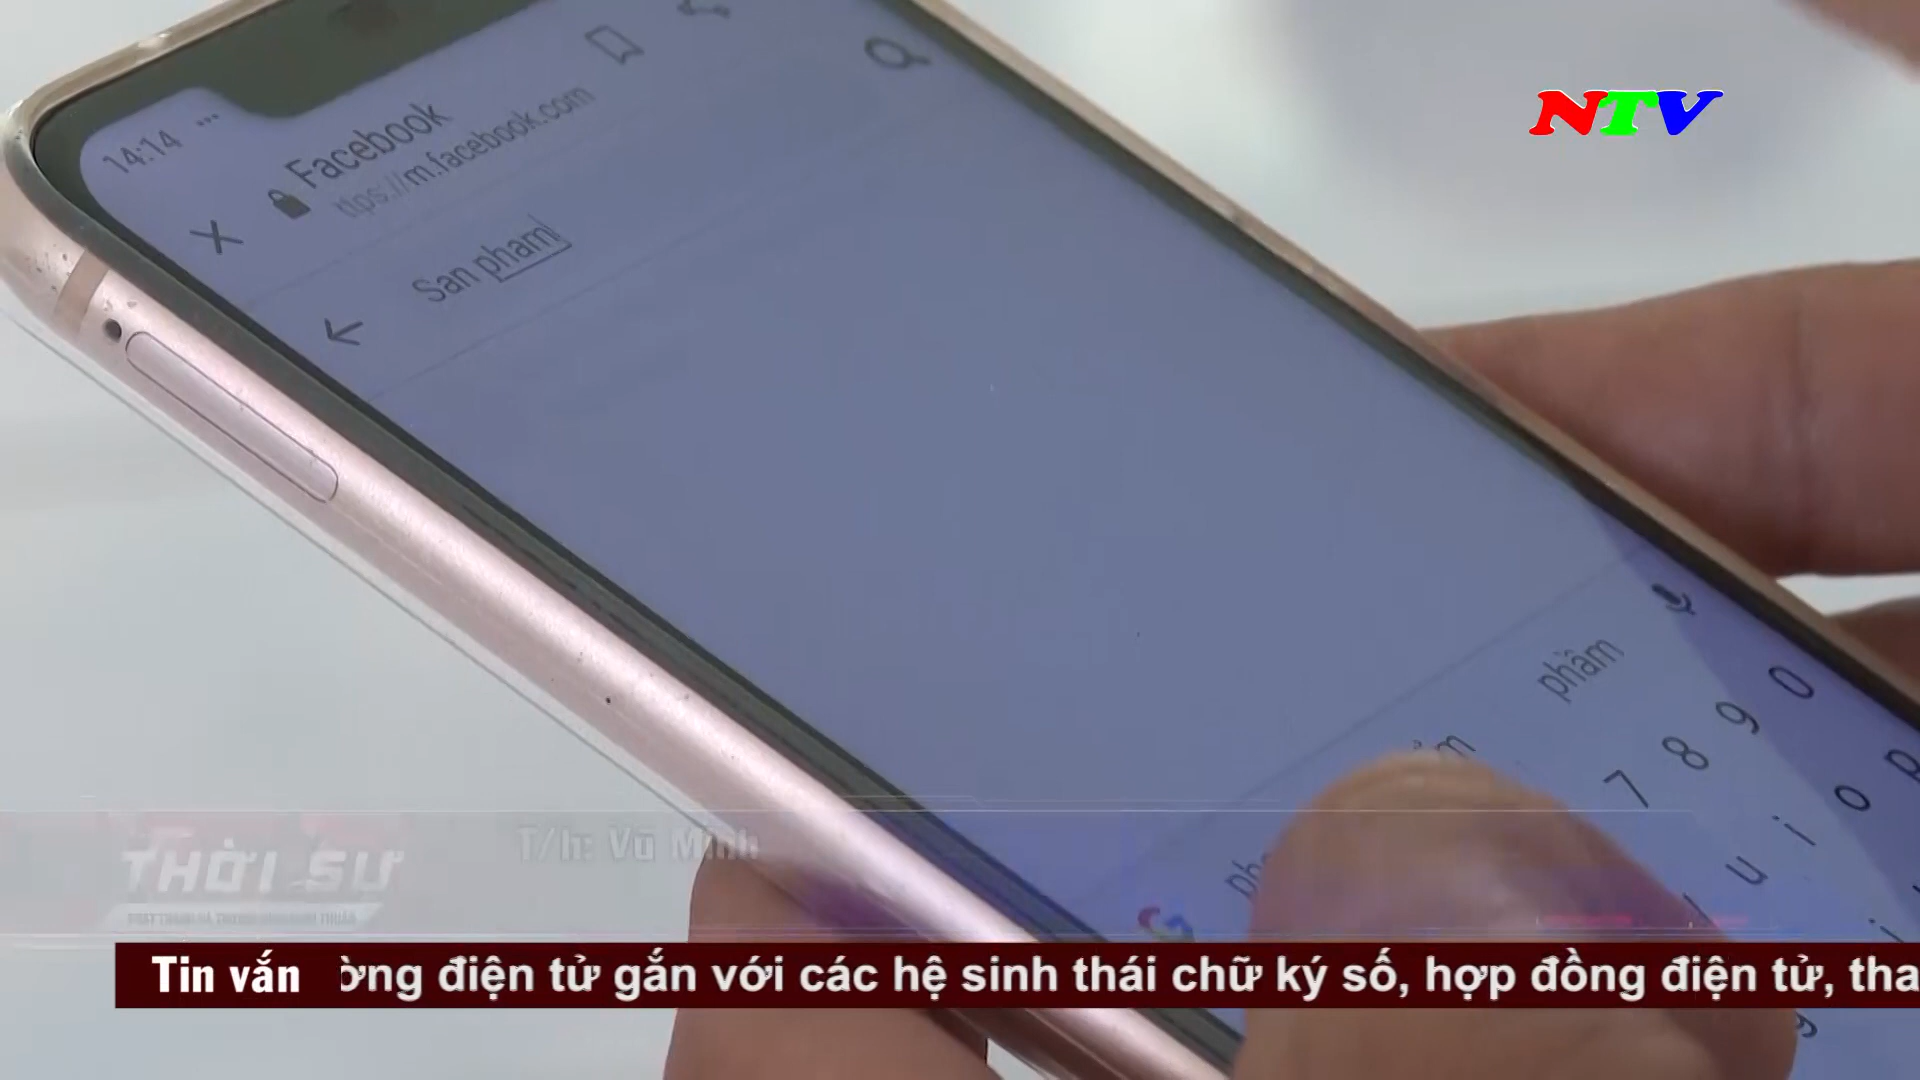 NTV
14:14
Facebook
ttps://m.facebook.com
San pham
phầm
7 8 9 0
u i o p
THỜI SỰ
T/h: Vũ Minh
Tin vắn
ờng điện tử gắn với các hệ sinh thái chữ ký số, hợp đồng điện tử, tha